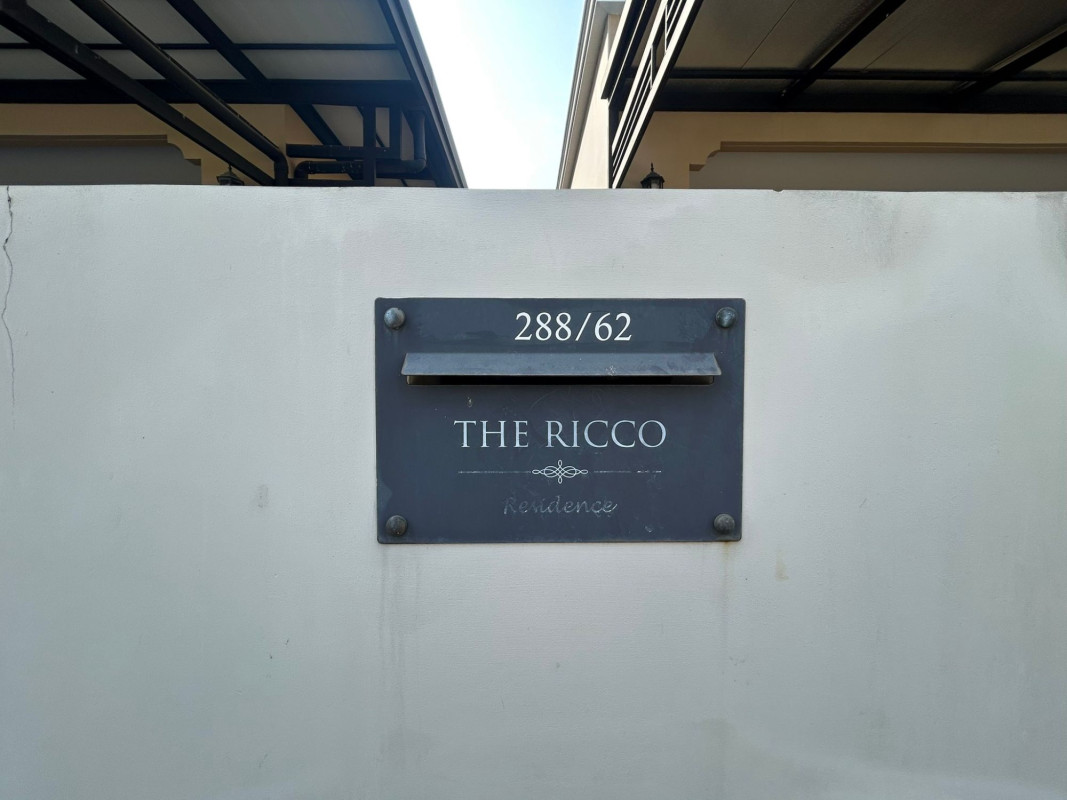 288/62
THE RICCO
Residence